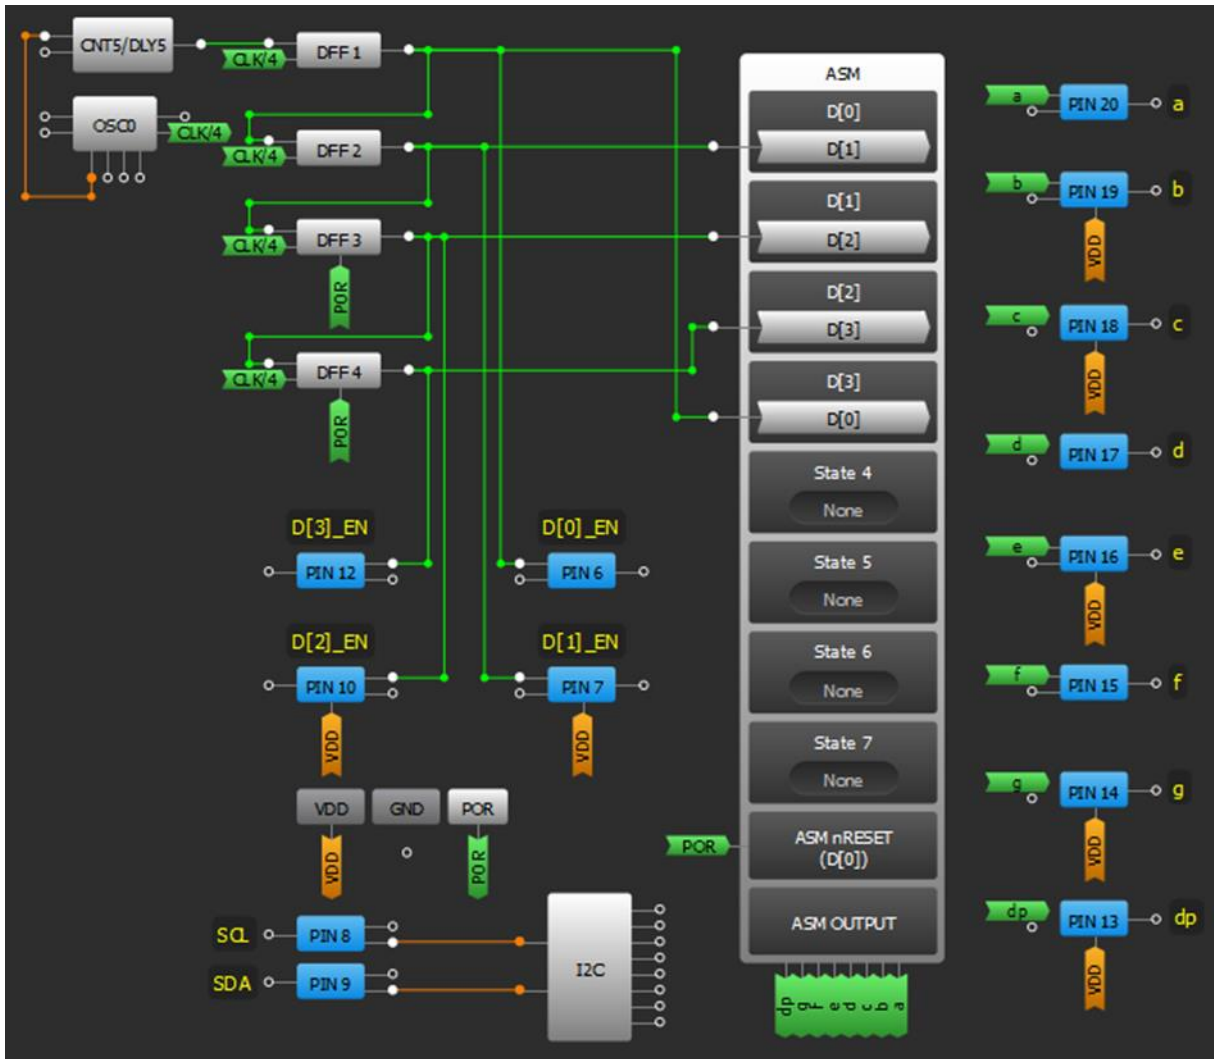 CNT5/DLY5
CLK/4
DFF 1
OSC0
CLK/4
CLK/4
DFF 2
CLK/4
DFF 3
POR
CLK/4
DFF 4
POR
D[3]_EN
PIN 12
D[0]_EN
PIN 6
D[2]_EN
PIN 10
VDD
D[1]_EN
PIN 7
VDD
VDD
GND
POR
VDD
POR
SCL
PIN 8
SDA
PIN 9
I2C
ASM
D[0]
D[1]
D[1]
D[2]
D[2]
D[3]
D[3]
D[0]
State 4
None
State 5
None
State 6
None
State 7
None
POR
ASM nRESET
(D[0])
ASM OUTPUT
dp
g
f
e
d
c
b
a
a
PIN 20
a
b
PIN 19
b
VDD
c
PIN 18
c
VDD
d
PIN 17
d
e
PIN 16
e
VDD
f
PIN 15
f
g
PIN 14
g
VDD
dp
PIN 13
dp
VDD